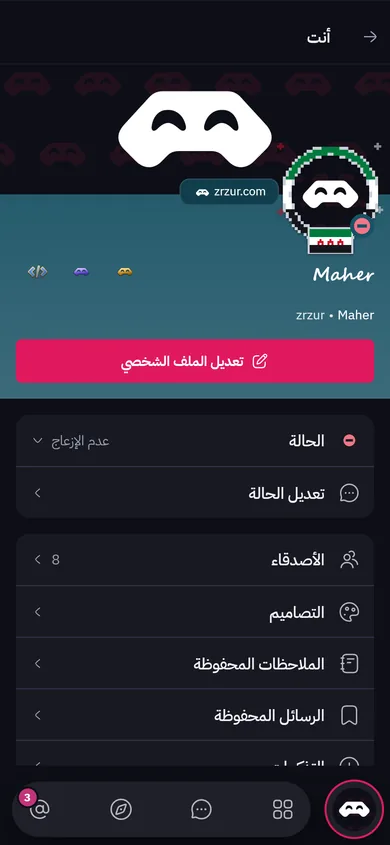 أنت
zrzur.com
Maher
zrzur • Maher
تعديل الملف الشخصي
الحالة
عدم الإزعاج
تعديل الحالة
الأصدقاء
8
التصاميم
الملاحظات المحفوظة
الرسائل المحفوظة
3